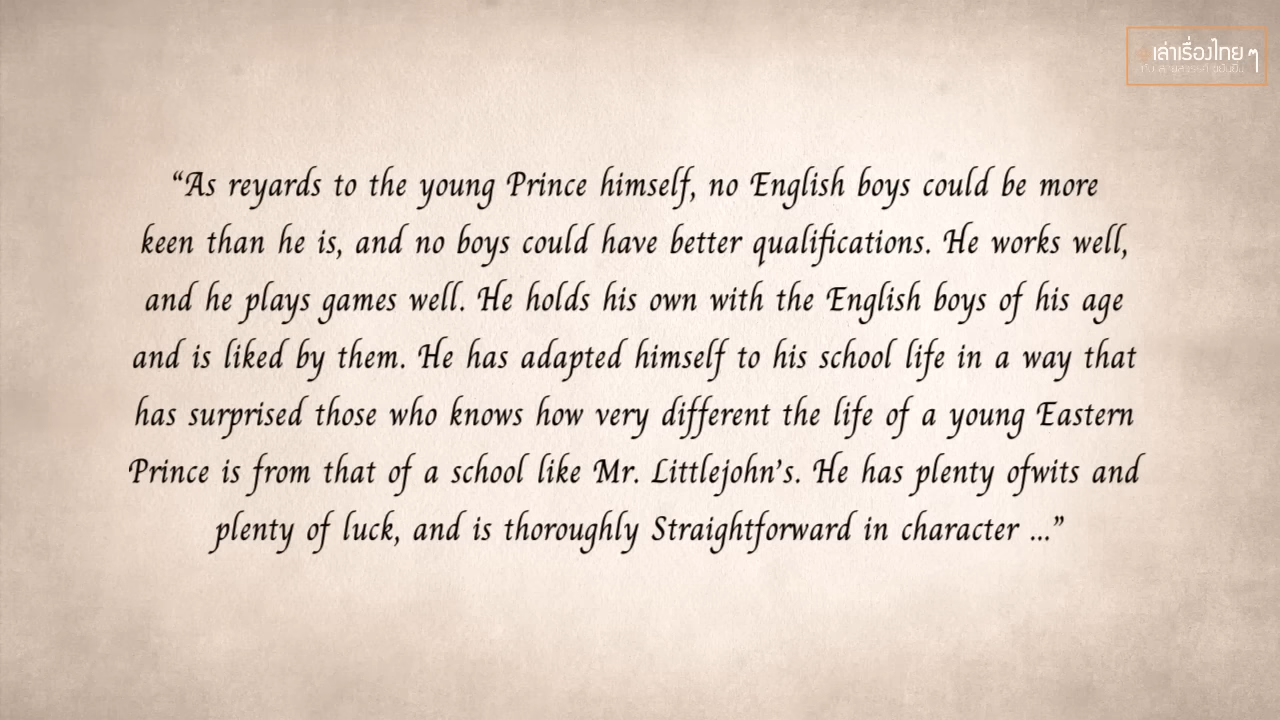 เล่าเรื่องไทย ๆ
“As reyards to the young Prince himself, no English boys could be more
keen than he is, and no boys could have better qualifications. He works well,
and he plays games well. He holds his own with the English boys of his age
and is liked by them. He has adapted himself to his school life in a way that
has surprised those who knows how very different the life of a young Eastern
Prince is from that of a school like Mr. Littlejohn’s. He has plenty ofwits and
plenty of luck, and is thoroughly Straightforward in character ...”